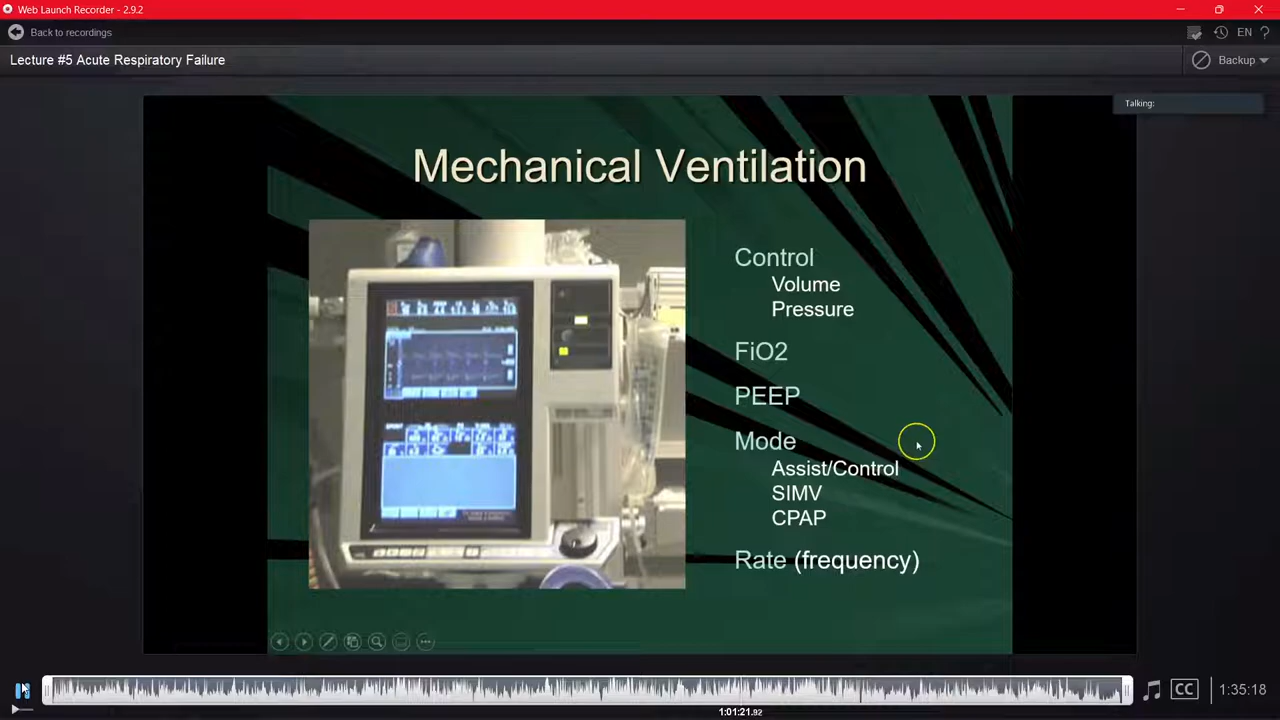 Web Launch Recorder - 2.9.2
Back to recordings
EN ?
Lecture #5 Acute Respiratory Failure
Backup
Talking:
Mechanical Ventilation
Control
Volume
Pressure
FiO2
PEEP
Mode
Assist/Control
SIMV
CPAP
Rate (frequency)
CC
1:35:18
1:01:21.92